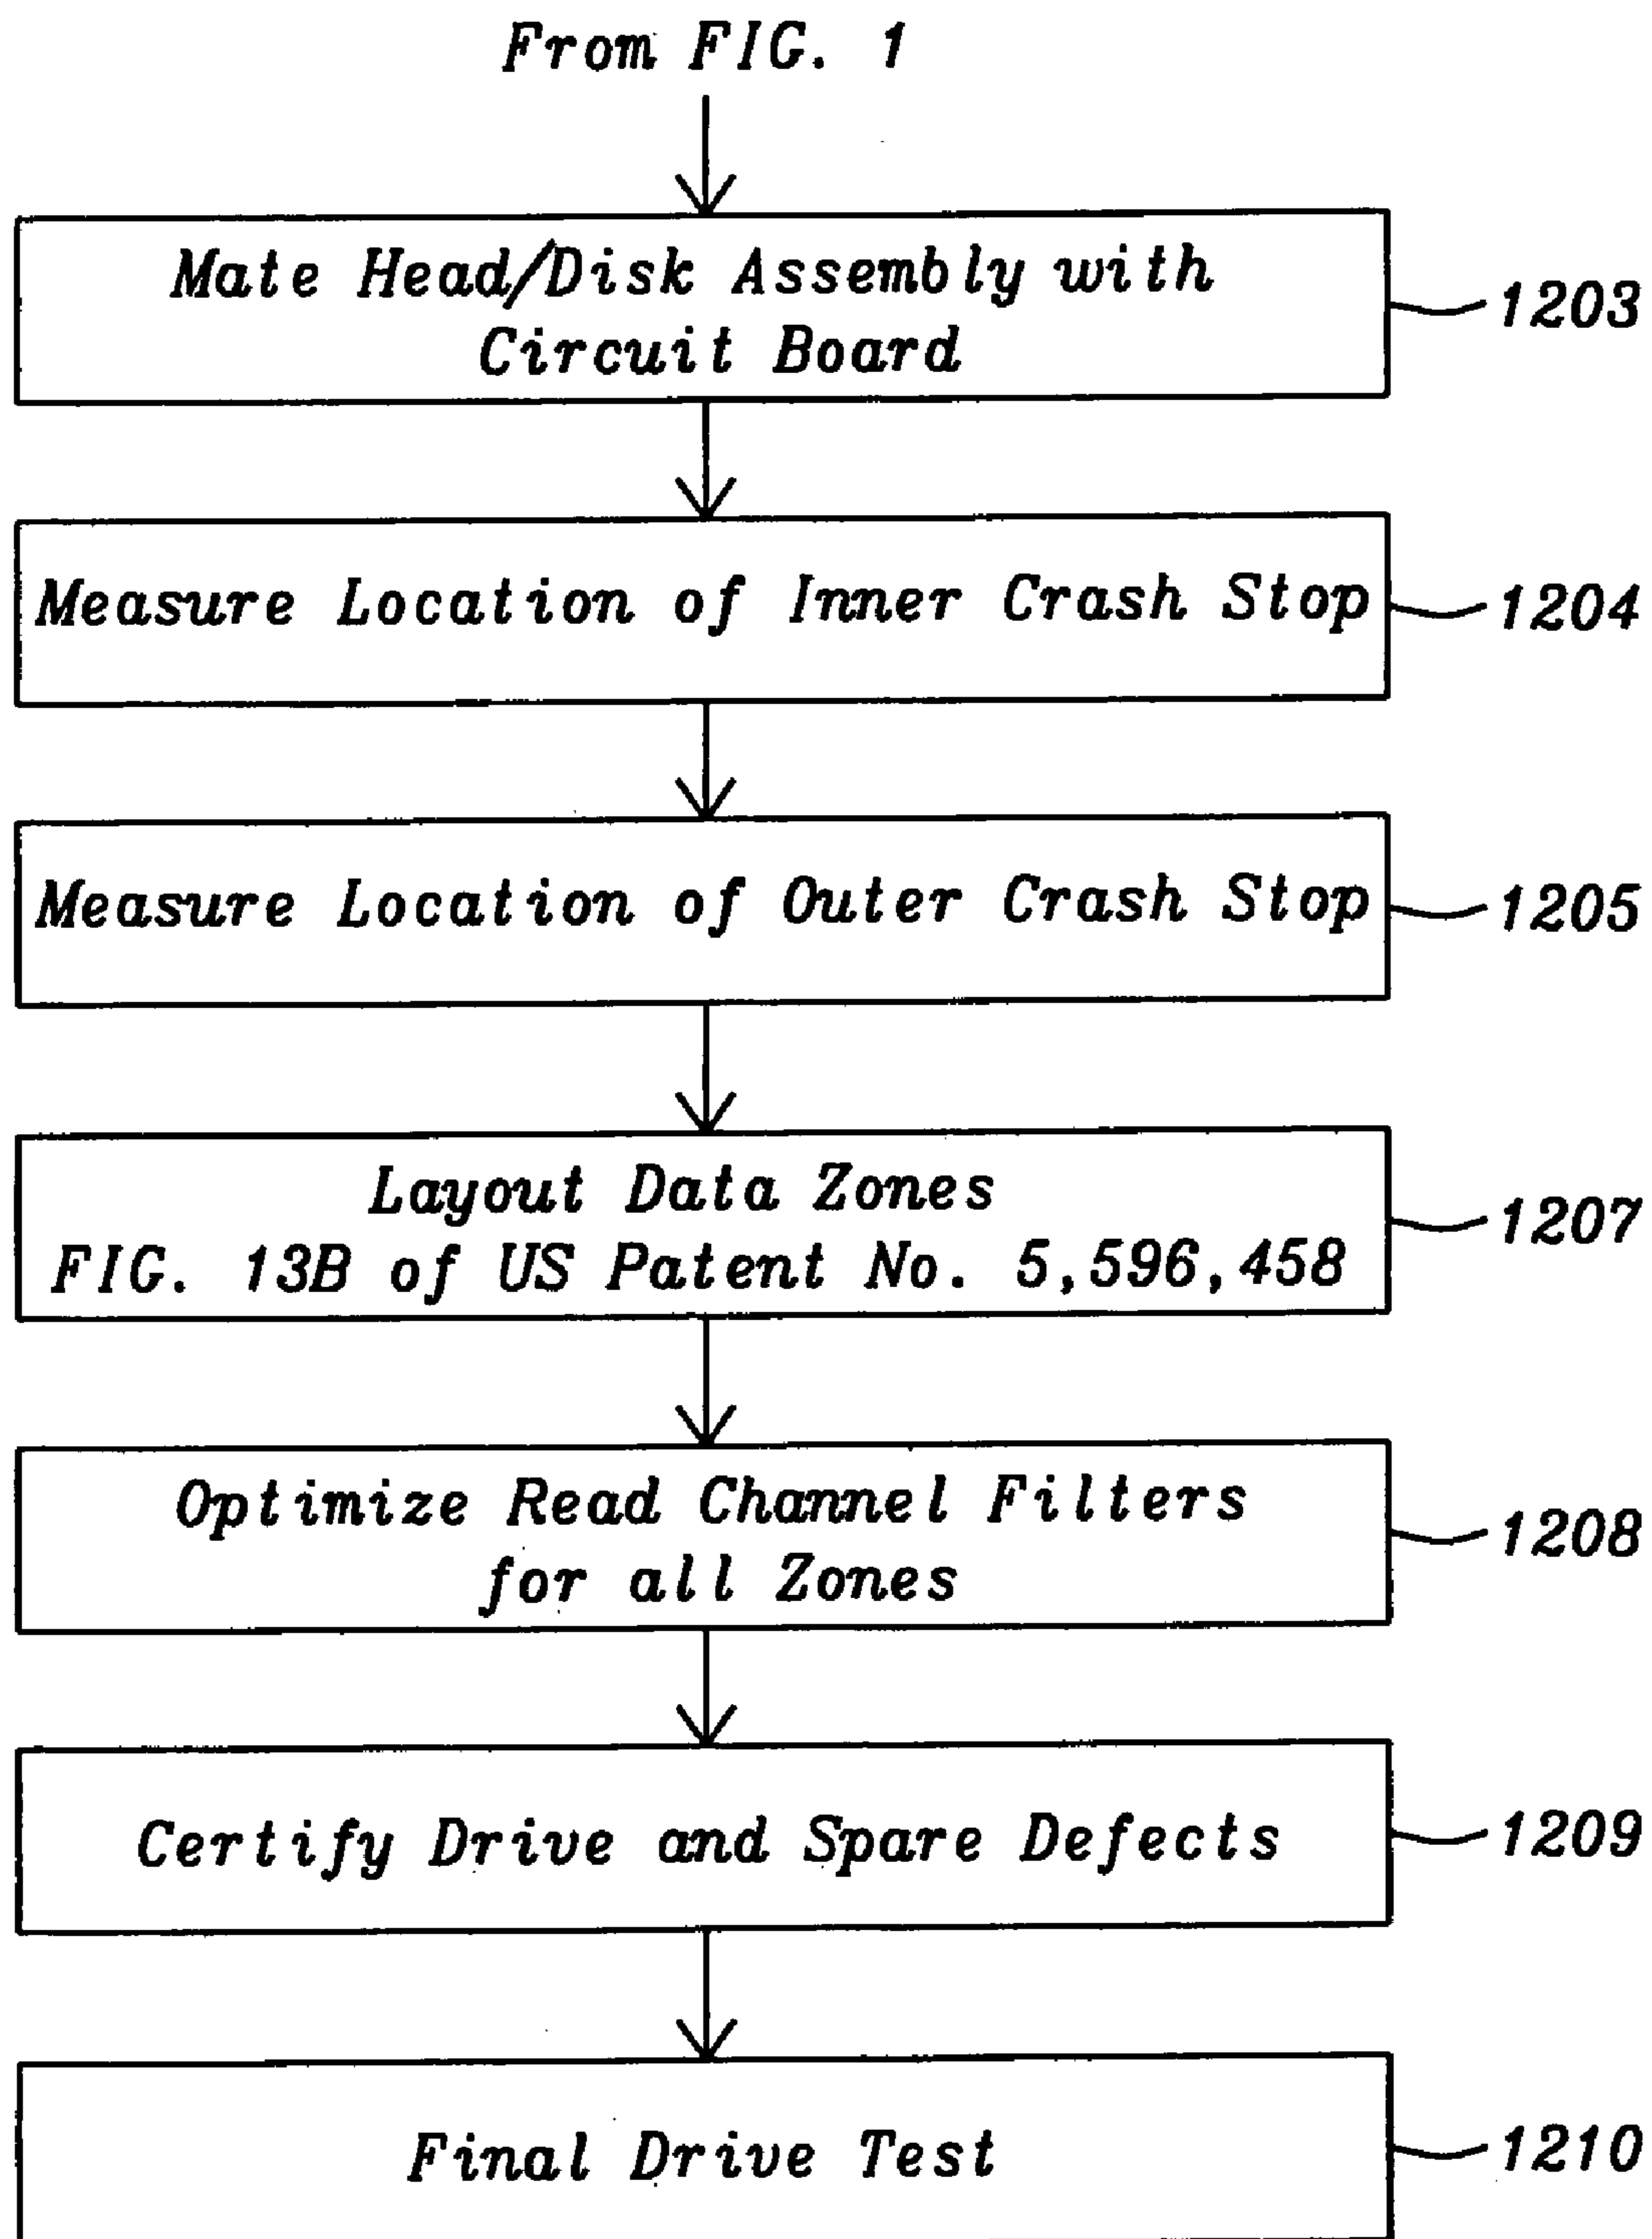 From FIG. 1
Mate Head/Disk Assembly with
Circuit Board
1203
Measure Location of Inner Crash Stop
1204
Measure Location of Outer Crash Stop
1205
Layout Data Zones
FIG. 13B of US Patent No. 5,596,458
1207
Optimize Read Channel Filters
for all Zones
1208
Certify Drive and Spare Defects
1209
Final Drive Test
1210